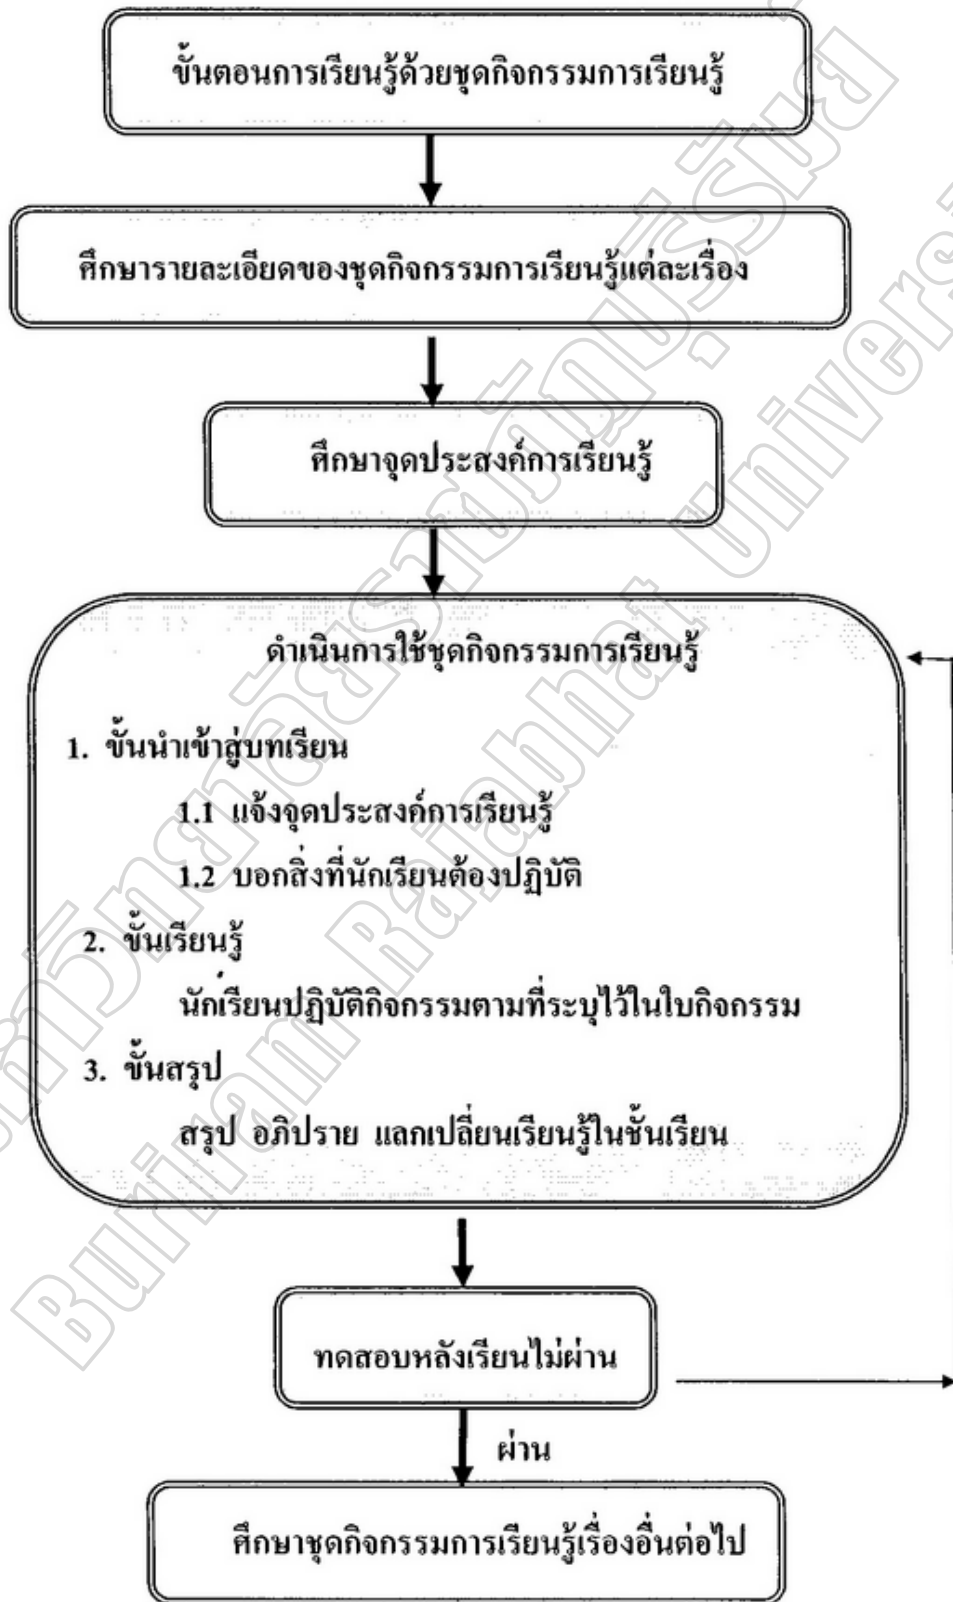 ขั้นตอนการเรียนรู้ด้วยชุดกิจกรรมการเรียนรู้
ศึกษารายละเอียดของชุดกิจกรรมการเรียนรู้แต่ละเรื่อง
ศึกษาจุดประสงค์การเรียนรู้
ดำเนินการใช้ชุดกิจกรรมการเรียนรู้
1. ขั้นนำเข้าสู่บทเรียน
1.1 แจ้งจุดประสงค์การเรียนรู้
1.2 บอกสิ่งที่นักเรียนต้องปฏิบัติ
2. ขั้นเรียนรู้
นักเรียนปฏิบัติกิจกรรมตามที่ระบุไว้ในใบกิจกรรม
3. ขั้นสรุป
สรุป อภิปราย แลกเปลี่ยนเรียนรู้ในชั้นเรียน
ทดสอบหลังเรียนไม่ผ่าน
ผ่าน
ศึกษาชุดกิจกรรมการเรียนรู้เรื่องอื่นต่อไป
Buriram Rajabhat Universi